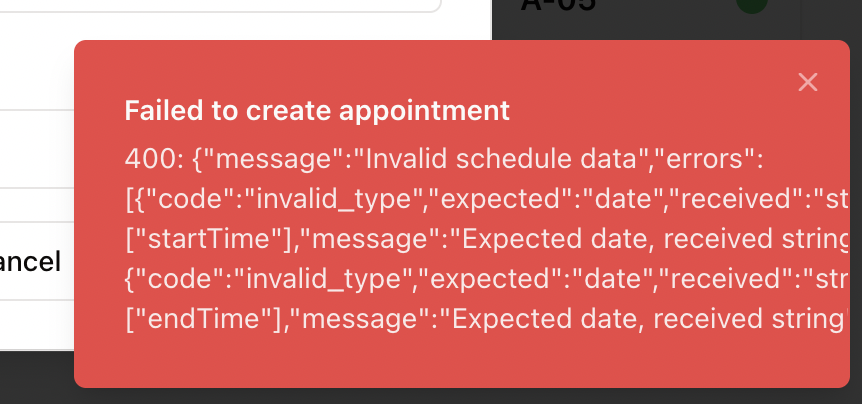 A-05
Failed to create appointment
400: {"message":"Invalid schedule data","errors":
[{"code":"invalid_type","expected":"date","received":"st
["startTime"],"message":"Expected date, received string
{"code":"invalid_type","expected":"date","received":"str
ancel
["endTime"],"message":"Expected date, received string"